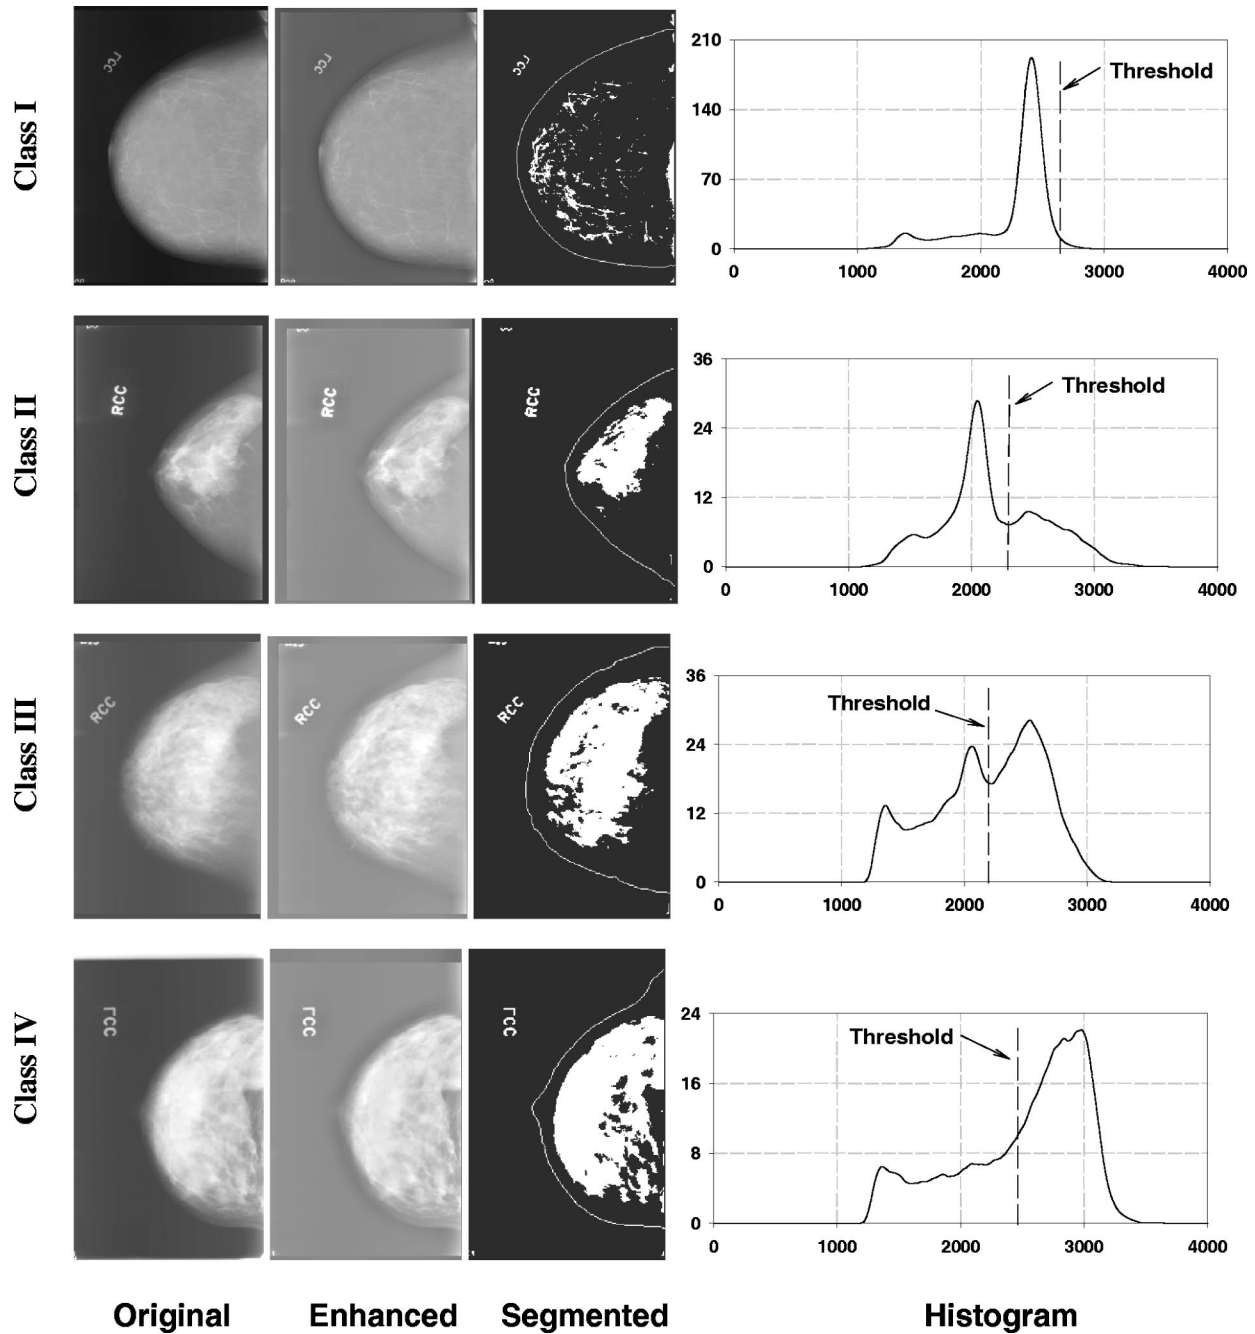 Class I
LCC
LCC
LCC
210
140
70
0
0 1000 2000 3000 4000
Threshold
Class II
RCC
RCC
RCC
36
24
12
0
0 1000 2000 3000 4000
Threshold
Class III
RCC
RCC
RCC
36
24
12
0
0 1000 2000 3000 4000
Threshold
Class IV
LCC
LCC
LCC
24
16
8
0
0 1000 2000 3000 4000
Threshold
Original Enhanced Segmented Histogram